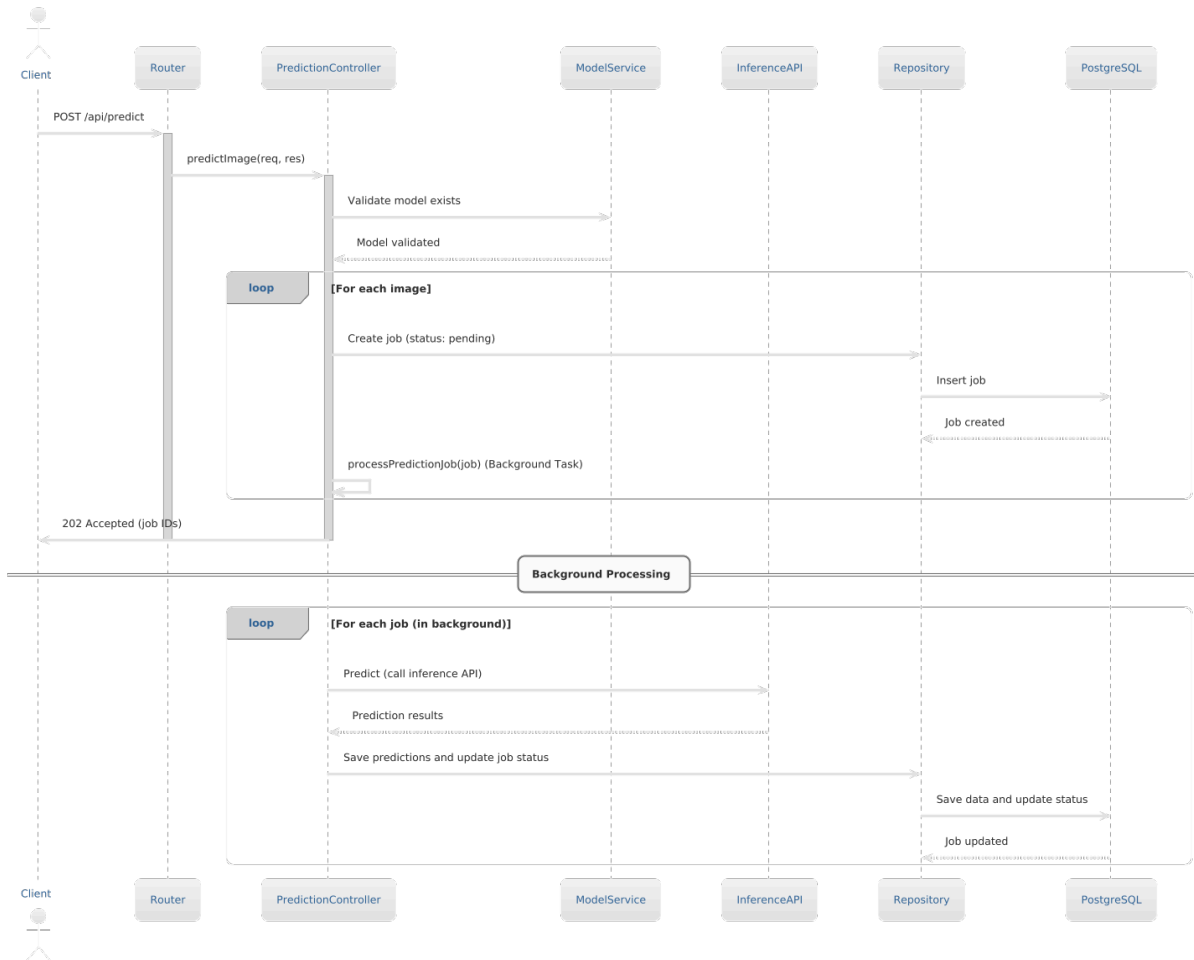 Client
Router
PredictionController
ModelService
InferenceAPI
Repository
PostgreSQL
POST /api/predict
predictImage(req, res)
Validate model exists
Model validated
loop
[For each image]
Create job (status: pending)
Insert job
Job created
processPredictionJob(job) (Background Task)
202 Accepted (job IDs)
Background Processing
loop
[For each job (in background)]
Predict (call inference API)
Prediction results
Save predictions and update job status
Save data and update status
Job updated
Client
Router
PredictionController
ModelService
InferenceAPI
Repository
PostgreSQL